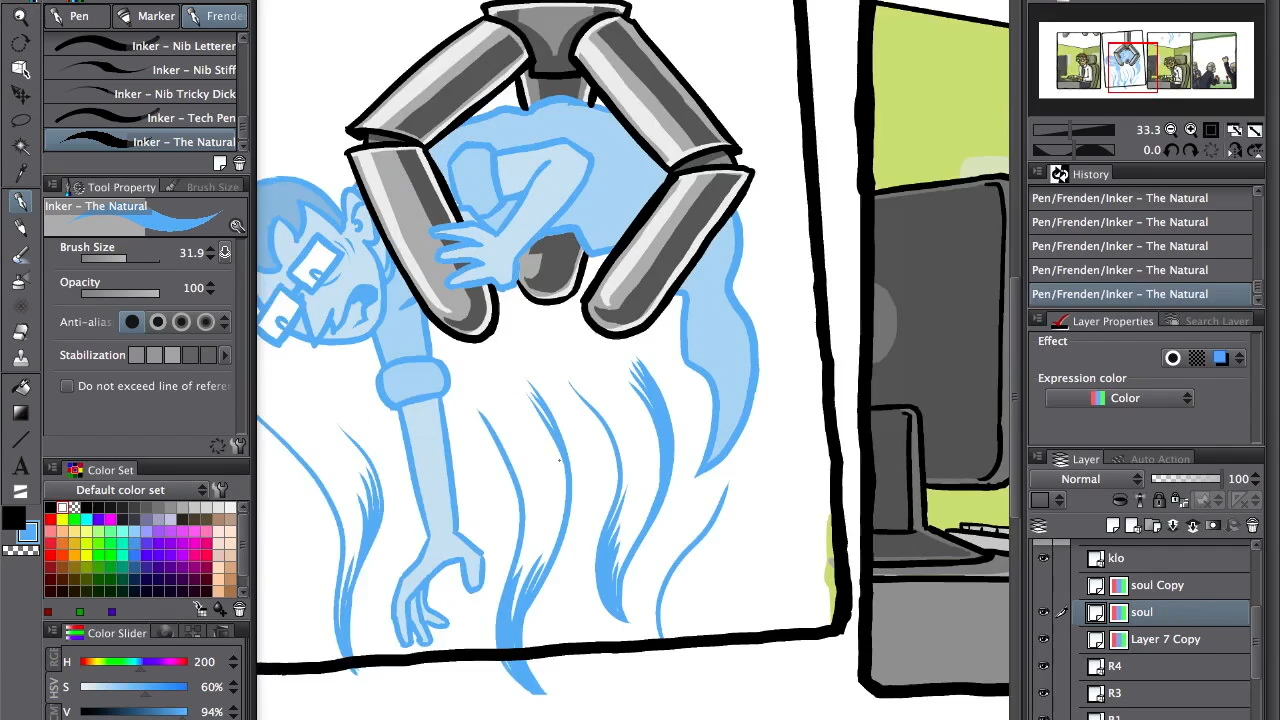 Pen
Marker
Frende
Inker - Nib Letterer
Inker - Nib Stiff
Inker - Nib Tricky Dick
Inker - Tech Pen
Inker - The Natural
Tool Property
Brush Size
Inker - The Natural
Brush Size
31.9
Opacity
100
Anti-alias
Stabilization
Do not exceed line of refere
Color Set
Default color set
Color Slider
RGB
HSV
CM
H
200
S
60%
V
94%
A
33.3
0.0
History
Pen/Frenden/Inker - The Natural
Pen/Frenden/Inker - The Natural
Pen/Frenden/Inker - The Natural
Pen/Frenden/Inker - The Natural
Pen/Frenden/Inker - The Natural
Layer Properties
Search Layer
Effect
Expression color
Color
Layer
Auto Action
Normal
100
klo
soul Copy
soul
Layer 7 Copy
R4
R3
R1